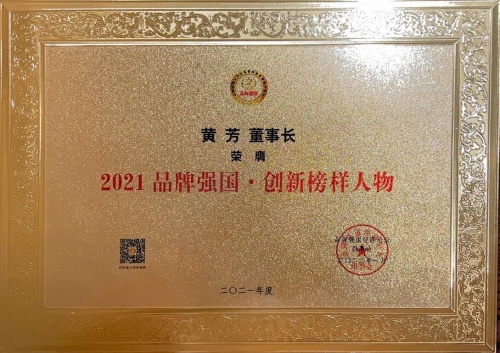 黄 芳 董事长
荣 膺
2021 品牌强国·创新榜样人物
二〇二一年度